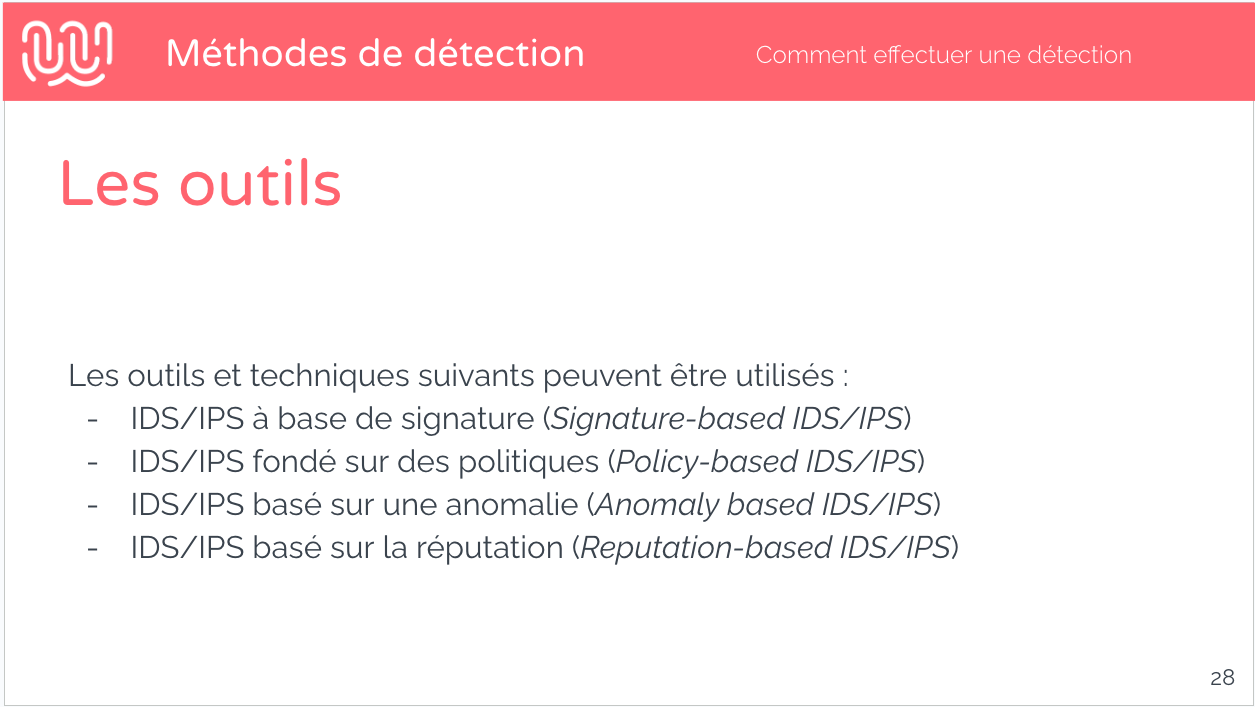 Méthodes de détection
Comment effectuer une détection
Les outils
Les outils et techniques suivants peuvent être utilisés :
- IDS/IPS à base de signature (Signature-based IDS/IPS)
- IDS/IPS fondé sur des politiques (Policy-based IDS/IPS)
- IDS/IPS basé sur une anomalie (Anomaly based IDS/IPS)
- IDS/IPS basé sur la réputation (Reputation-based IDS/IPS)
28